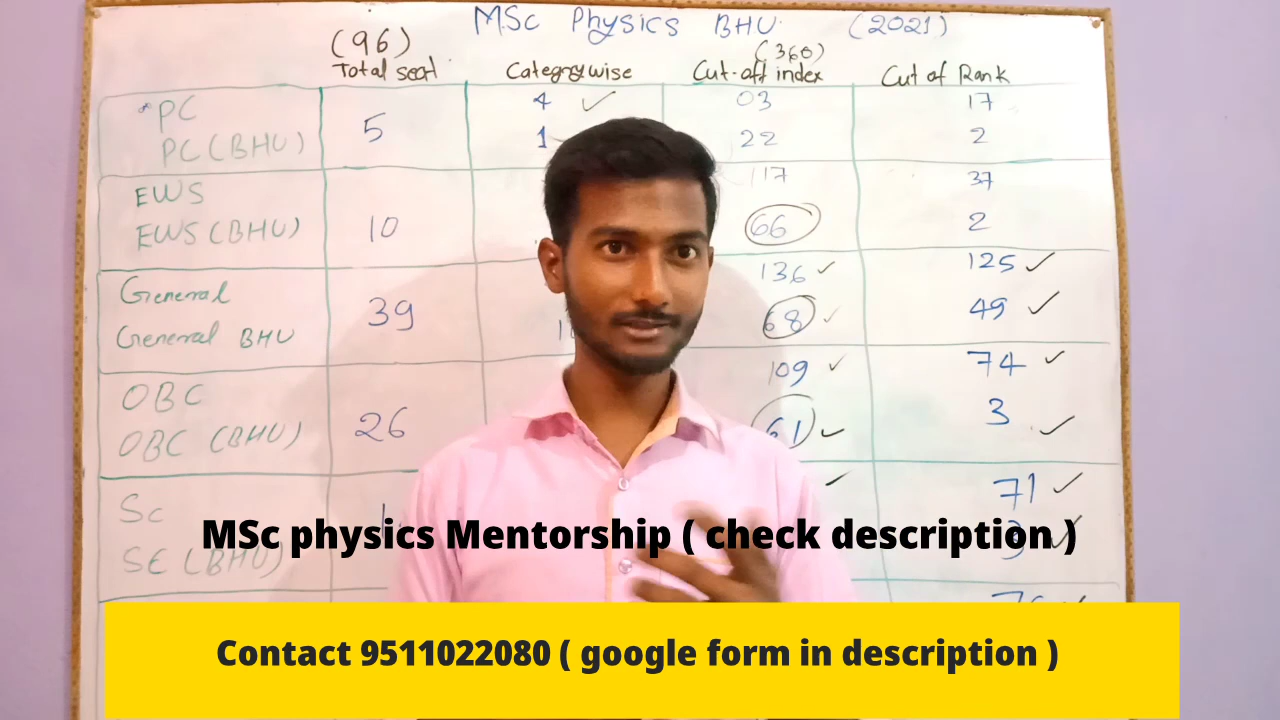 MSc Physics BHU (2021)
(96) (360)
Total seat Categrywise Cut-off index Cut of Rank
PC 4 ✓ 03 17
PC (BHU) 5 1 22 2
EWS 117 37
EWS (BHU) 10 66 2
General 136 ✓ 125 ✓
General BHU 39 68 ✓ 49 ✓
OBC 109 ✓ 74 ✓
OBC (BHU) 26 61 ✓ 3 ✓
SC ✓ 71 ✓
MSc physics Mentorship ( check description )
(BHU) ✓
Contact 9511022080 ( google form in description )